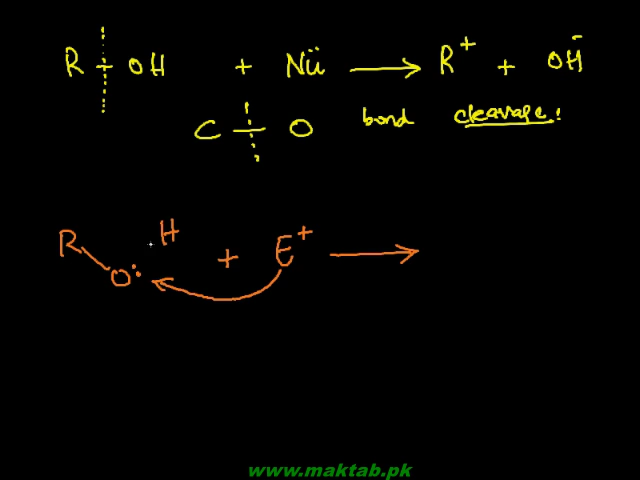 R + OH + Nü → R⁺ + OH⁻
C + O bond cleavage:
R O: H + E⁺ →
www.maktab.pk